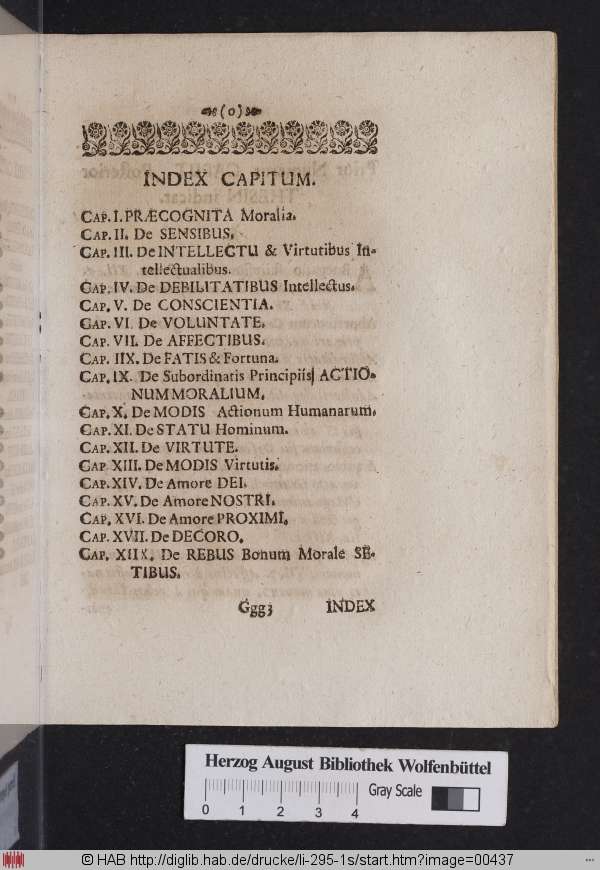 (0)
INDEX CAPITUM.
CAP. I. PRÆCOGNITA Moralia.
CAP. II. De SENSIBUS.
CAP. III. De INTELLECTU & Virtutibus In-
tellectualibus.
CAP. IV. De DEBILITATIBUS Intellectus.
CAP. V. De CONSCIENTIA.
CAP. VI. De VOLUNTATE.
CAP. VII. De AFFECTIBUS.
CAP. IIX. De FATIS & Fortuna.
CAP. IX. De Subordinatis Principiis ACTIO-
NUM MORALIUM.
CAP. X. De MODIS Actionum Humanarum.
CAP. XI. De STATU Hominum.
CAP. XII. De VIRTUTE.
CAP. XIII. De MODIS Virtutis.
CAP. XIV. De Amore DEI.
CAP. XV. De Amore NOSTRI.
CAP. XVI. De Amore PROXIMI.
CAP. XVII. De DECORO.
CAP. XIIX. De REBUS Bonum Morale SE-
TIBUS.
Ggg3 INDEX
Herzog August Bibliothek Wolfenbüttel
0 1 2 3 4 Gray Scale
© HAB http://diglib.hab.de/drucke/li-295-1s/start.htm?image=00437